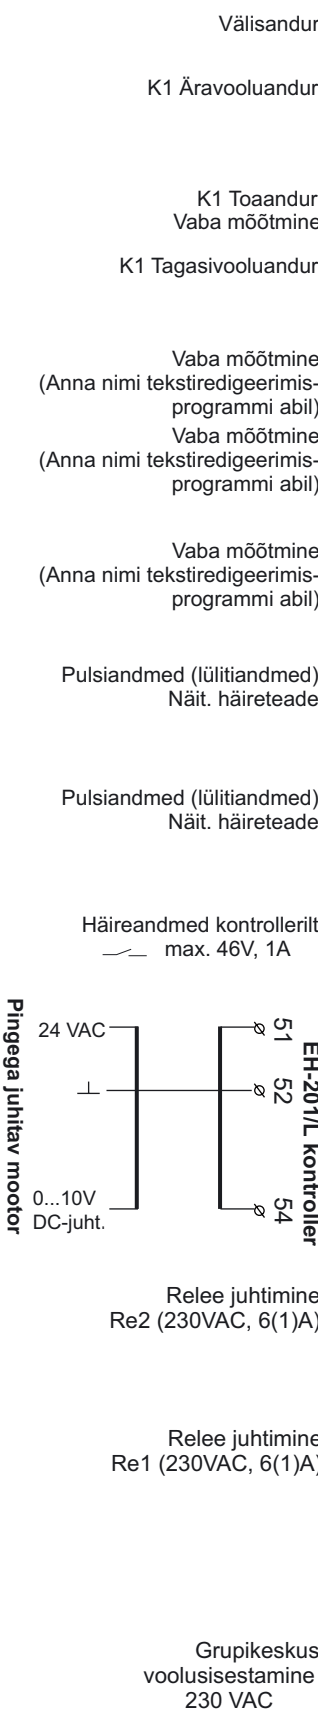 Välisandur
K1 Äravooluandur
K1 Toaandur
Vaba mõõtmine
K1 Tagasivooluandur
Vaba mõõtmine
(Anna nimi tekstiredigeerimis-
programmi abil)
Vaba mõõtmine
(Anna nimi tekstiredigeerimis-
programmi abil)
Vaba mõõtmine
(Anna nimi tekstiredigeerimis-
programmi abil)
Pulsiandmed (lülitiandmed)
Näit. häireteade
Pulsiandmed (lülitiandmed)
Näit. häireteade
Häireandmed kontrollerilt
max. 46V, 1A
Pingega juhitav mootor
24 VAC
0...10V
DC-juht.
51
52
54
EH-201/L kontroller
Relee juhtimine
Re2 (230VAC, 6(1)A)
Relee juhtimine
Re1 (230VAC, 6(1)A)
Grupikeskus
voolusisestamine
230 VAC